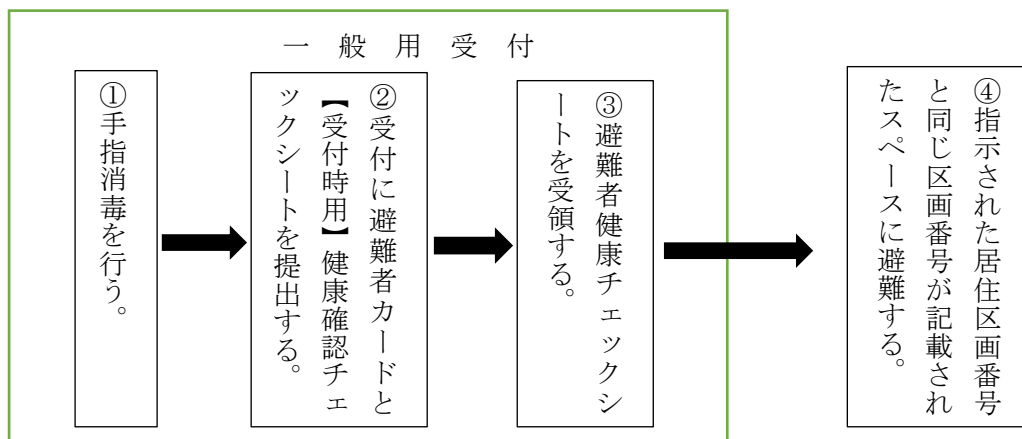 一般用受付
①手指消毒を行う。
②受付に避難者カードと
【受付時用】健康確認チェ
ックシートを提出する。
③避難者健康チェックシ
ートを受領する。
④指示された居住区画番号
と同じ区画番号が記載され
たスペースに避難する。